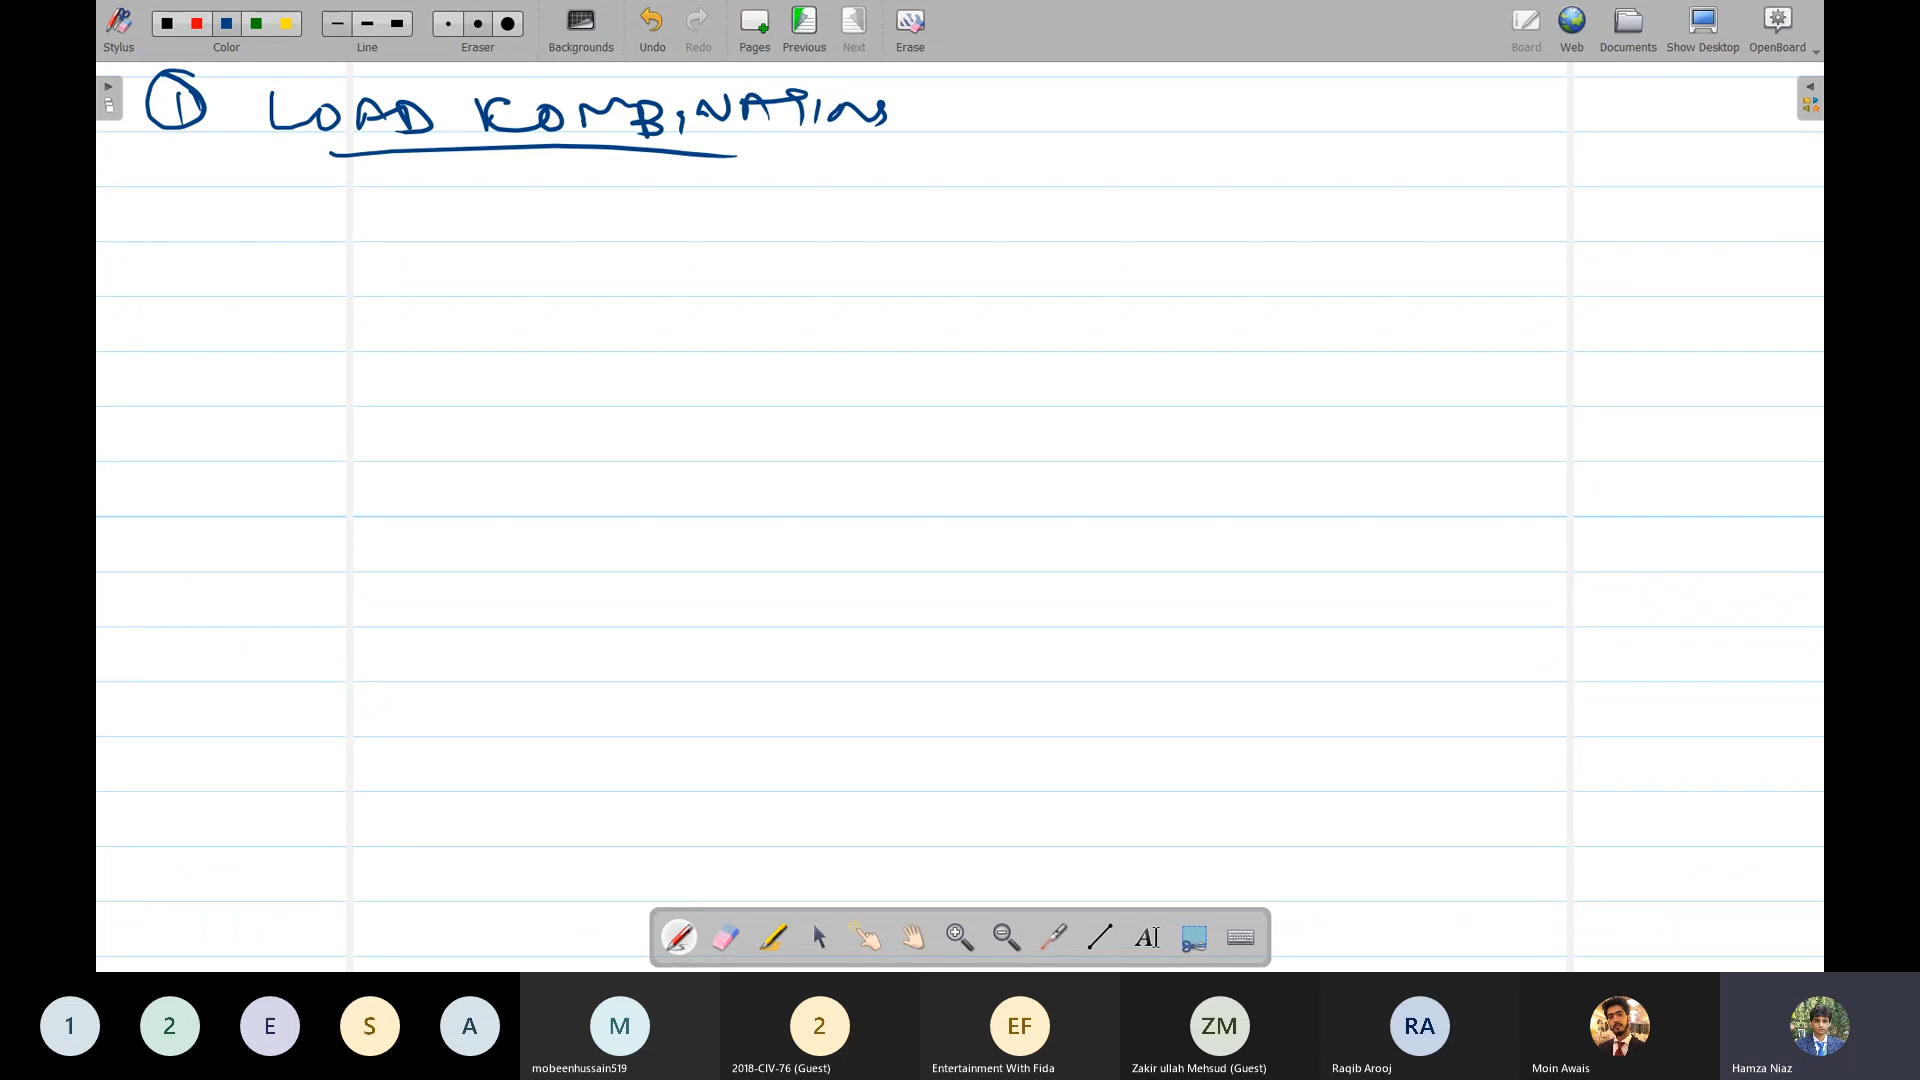 Stylus
Color
Line
Eraser
Backgrounds
Undo
Redo
Pages
Previous
Next
Erase
Board
Web
Documents
Show Desktop
OpenBoard
① LOAD KOMBiNATiNS
AI
1
2
E
S
A
M
2
EF
ZM
RA
mobeenhussain519
2018-CIV-76 (Guest)
Entertainment With Fida
Zakir ullah Mehsud (Guest)
Raqib Arooj
Moin Awais
Hamza Niaz